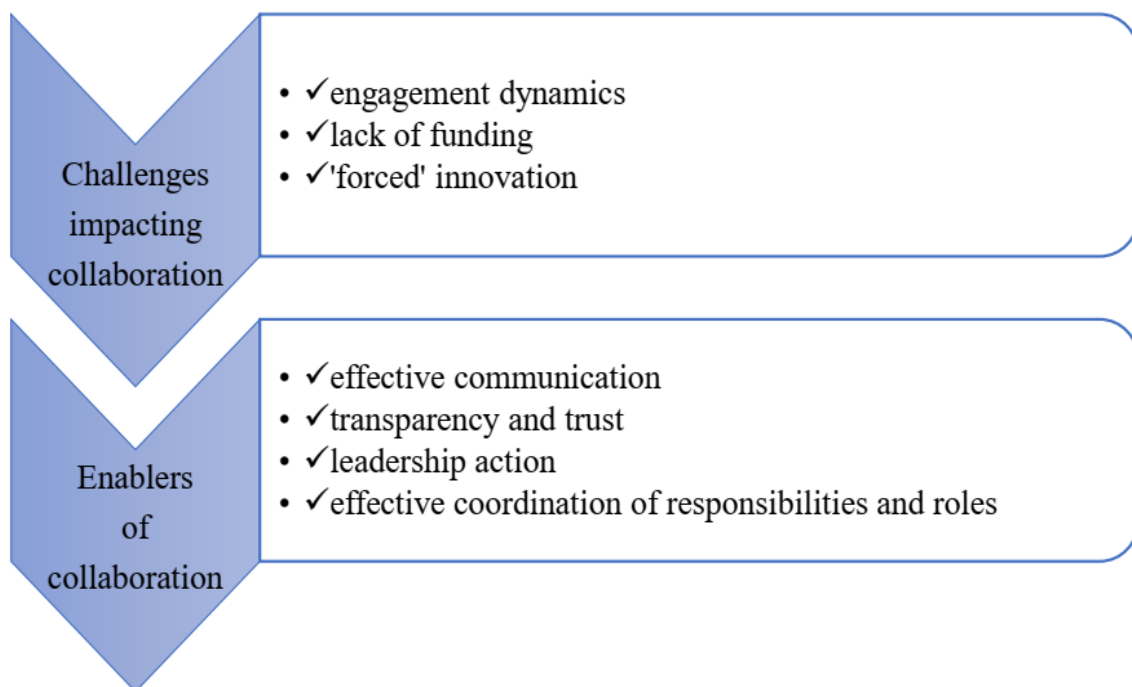 Challenges
impacting
collaboration
• ✓engagement dynamics
• ✓lack of funding
• ✓'forced' innovation
Enablers
of
collaboration
• ✓effective communication
• ✓transparency and trust
• ✓leadership action
• ✓effective coordination of responsibilities and roles